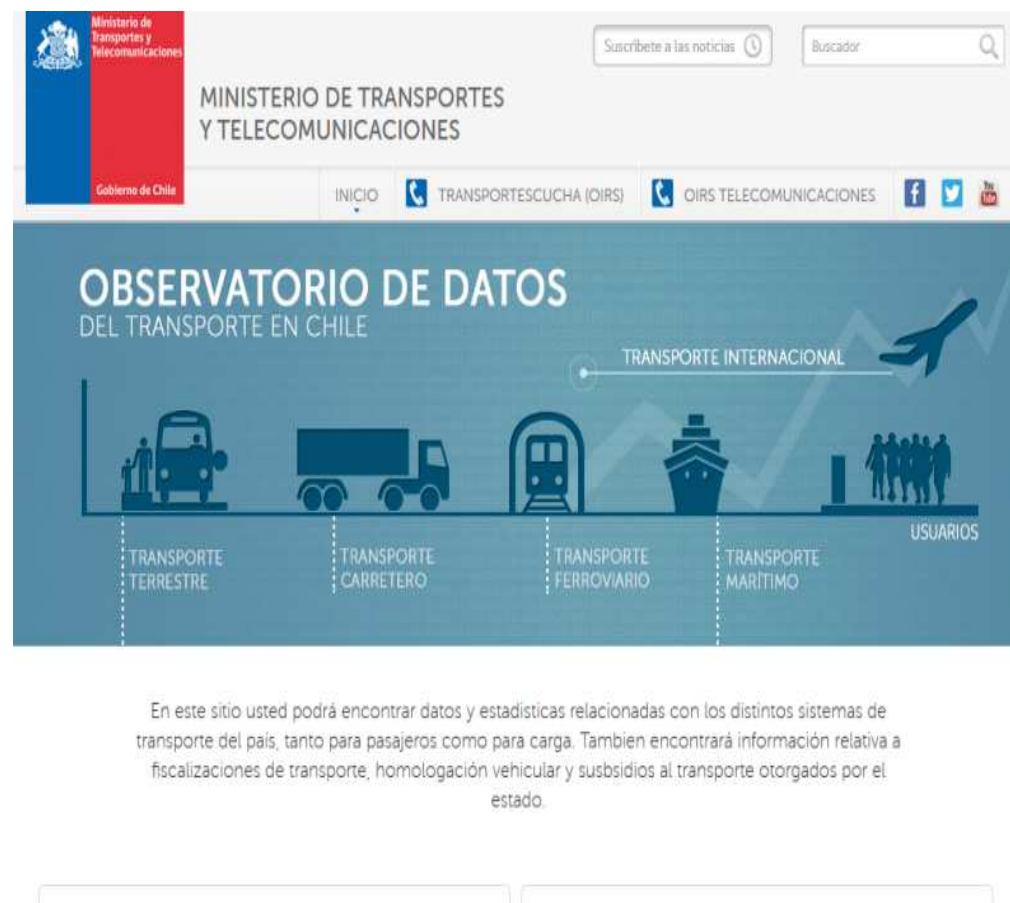 Ministerio de
Transportes y
Telecomunicaciones
Gobierno de Chile
Suscríbete a las noticias
Buscador
MINISTERIO DE TRANSPORTES
Y TELECOMUNICACIONES
INICIO
TRANSPORTESCUCHA (OIRS)
OIRS TELECOMUNICACIONES
f
You
Tube
OBSERVATORIO DE DATOS
DEL TRANSPORTE EN CHILE
TRANSPORTE INTERNACIONAL
USUARIOS
TRANSPORTE
TERRESTRE
TRANSPORTE
CARRETERO
TRANSPORTE
FERROVIARIO
TRANSPORTE
MARÍTIMO
En este sitio usted podrá encontrar datos y estadísticas relacionadas con los distintos sistemas de
transporte del país, tanto para pasajeros como para carga. Tambien encontrará información relativa a
fiscalizaciones de transporte, homologación vehicular y susbsidios al transporte otorgados por el
estado.